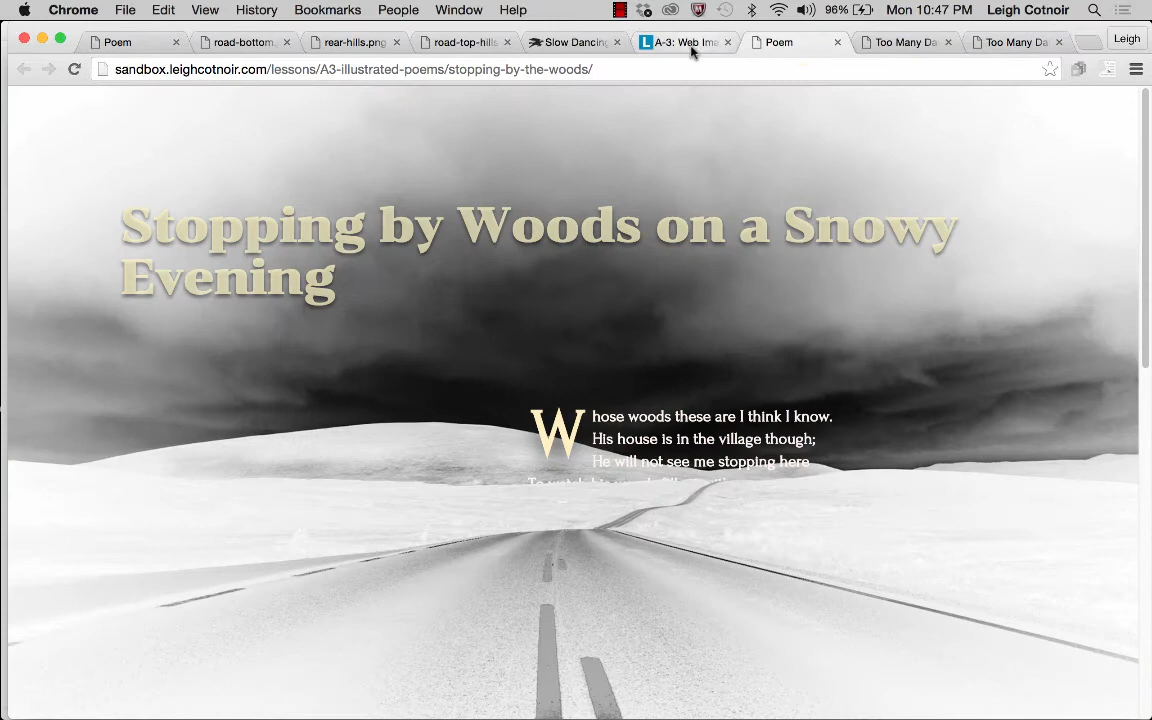 Chrome File Edit View History Bookmarks People Window Help 96% Mon 10:47 PM Leigh Cotnoir
Poem road-bottom. rear-hills.png road-top-hills Slow Dancing A-3: Web Ima Poem Too Many Da Too Many Da Leigh
sandbox.leighcotnoir.com/lessons/A3-illustrated-poems/stopping-by-the-woods/
Stopping by Woods on a Snowy
Evening
Whose woods these are I think I know.
His house is in the village though;
He will not see me stopping here